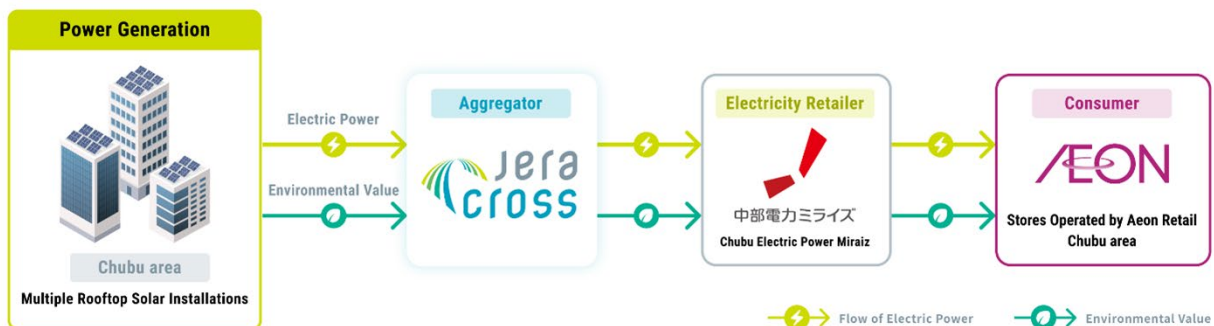 Power Generation
Chubu area
Multiple Rooftop Solar Installations
Electric Power
Environmental Value
Aggregator
Jera
cross
Electricity Retailer
中部電力ミライズ
Chubu Electric Power Miraiz
Consumer
ÆON
Stores Operated by Aeon Retail
Chubu area
Flow of Electric Power
Environmental Value